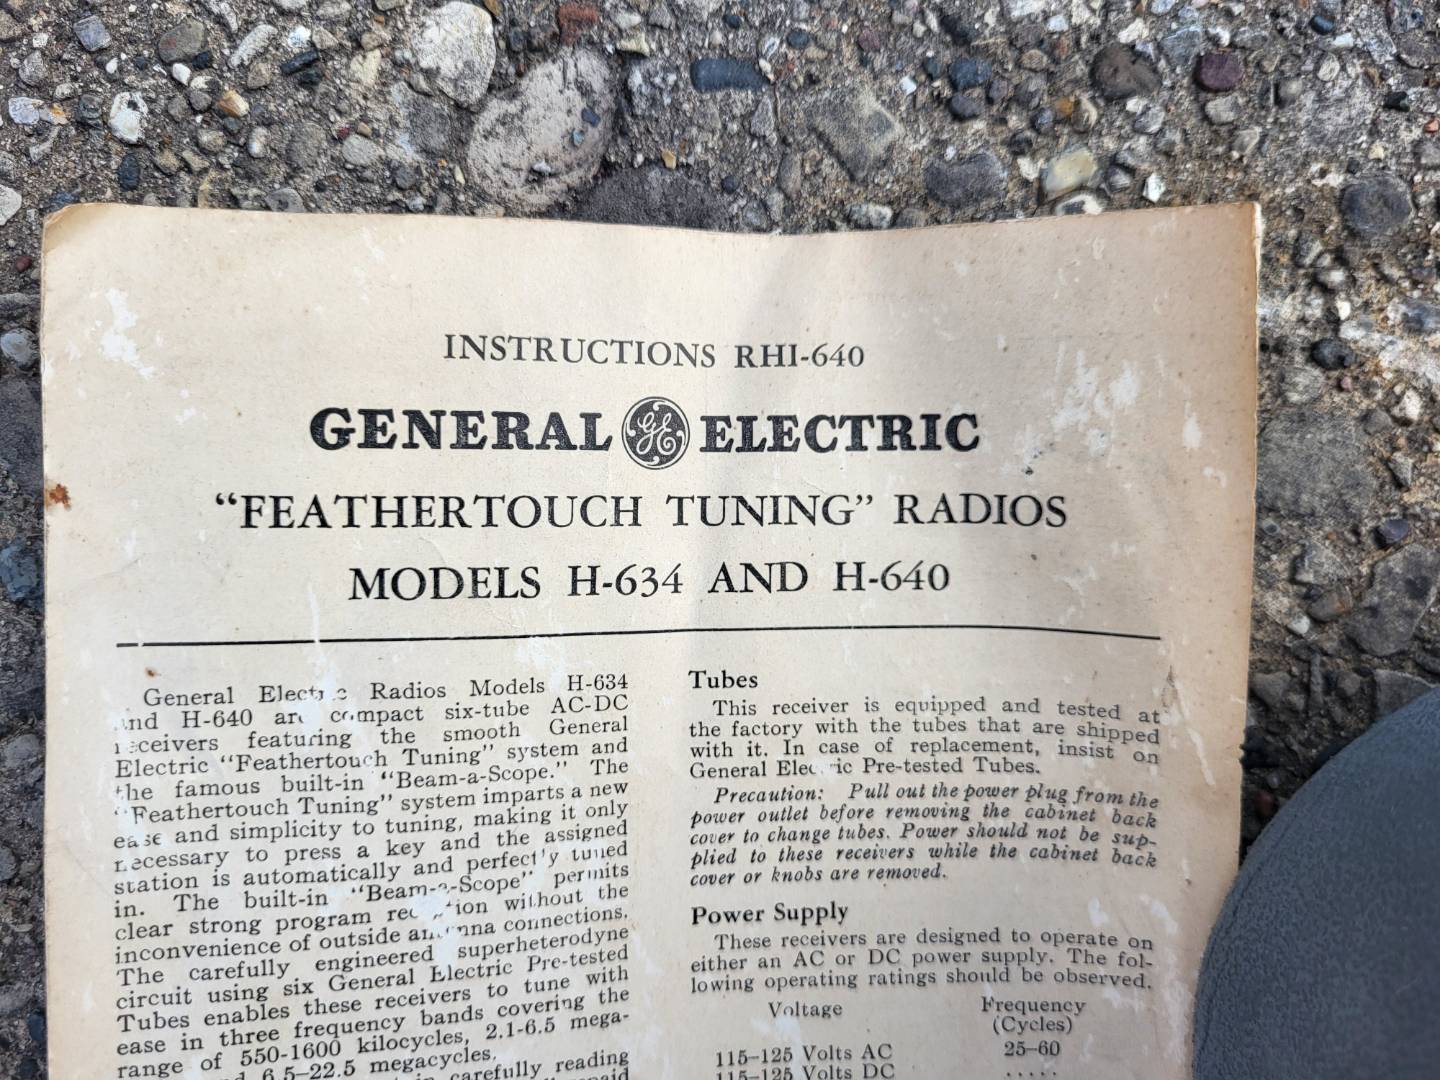 INSTRUCTIONS RHI-640
GENERAL GE ELECTRIC
"FEATHERTOUCH TUNING" RADIOS
MODELS H-634 AND H-640
General Radios Models H-634
H-640 compact six-tube AC-DC
receivers featuring the smooth General
Electric "Feathertouch Tuning" system and
the famous built-in "Beam-a-Scope." The
"Feathertouch Tuning" system imparts a new
ease and simplicity to tuning, making it only
necessary to press a key and the assigned
station is automatically and perfectly tuned
in. The built-in "Beam-a-Scope" permits
clear strong program without the
inconvenience of outside connections.
The carefully engineered superheterodyne
circuit using six General Electric Pre-tested
Tubes enables these receivers to tune with
ease in three frequency bands covering the
range of 550-1600 kilocycles, 2.1-6.5 mega-
6.5-22.5 megacycles.
carefully reading
Tubes
This receiver is equipped and tested at
the factory with the tubes that are shipped
with it. In case of replacement, insist on
General Pre-tested Tubes.
Precaution: Pull out the power plug from the
power outlet before removing the cabinet back
cover to change tubes. Power should not be sup-
plied to these receivers while the cabinet back
cover or knobs are removed.
Power Supply
These receivers are designed to operate on
either an AC or DC power supply. The fol-
lowing operating ratings should be observed.
Voltage Frequency
(Cycles)
115-125 Volts AC 25-60
115-125 Volts DC .....